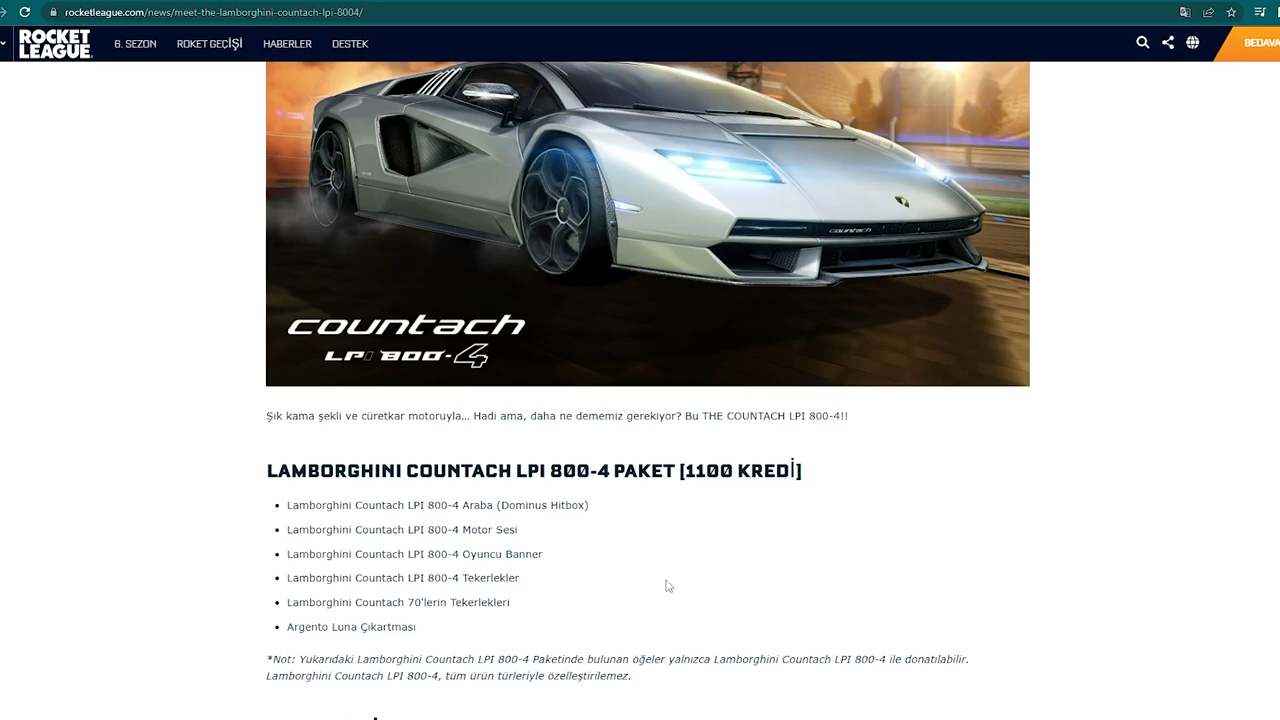 rocketleague.com/news/meet-the-lamborghini-countach-lpi-8004/
ROCKET LEAGUE
6. SEZON
ROKET GEÇİŞİ
HABERLER
DESTEK
BEDAVA
countach
countach
LPI 800-4
Şık kama şekli ve cüretkar motoruyla... Hadi ama, daha ne dememiz gerekiyor? Bu THE COUNTACH LPI 800-4!!
LAMBORGHINI COUNTACH LPI 800-4 PAKET [1100 KREDİ]
Lamborghini Countach LPI 800-4 Araba (Dominus Hitbox)
Lamborghini Countach LPI 800-4 Motor Sesi
Lamborghini Countach LPI 800-4 Oyuncu Banner
Lamborghini Countach LPI 800-4 Tekerlekler
Lamborghini Countach 70'lerin Tekerlekleri
Argento Luna Çıkartması
*Not: Yukarıdaki Lamborghini Countach LPI 800-4 Paketinde bulunan öğeler yalnızca Lamborghini Countach LPI 800-4 ile donatılabilir.
Lamborghini Countach LPI 800-4, tüm ürün türleriyle özelleştirilemez.